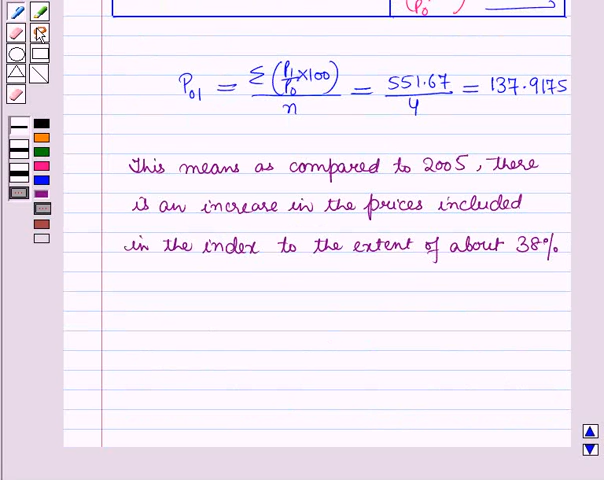 (P₀
P₀₁ = Σ(P₁/P₀ ×100)/n = 551.67/4 = 137.9175
This means as compared to 2005, there
is an increase in the prices included
in the index to the extent of about 38%.